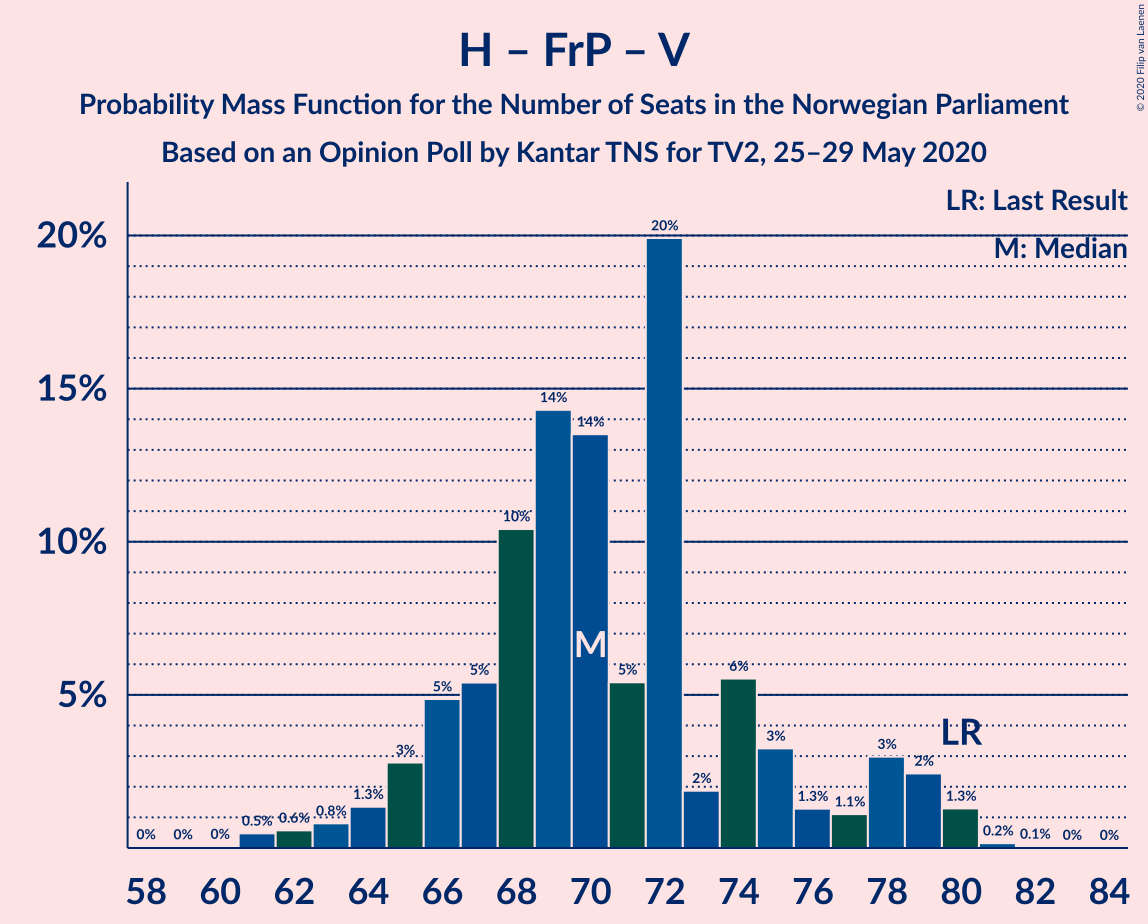 H – FrP – V
Probability Mass Function for the Number of Seats in the Norwegian Parliament
Based on an Opinion Poll by Kantar TNS for TV2, 25–29 May 2020
© 2020 Filip van Laenen
LR: Last Result
M: Median
20%
15%
10%
5%
0% 0% 0% 0.5% 0.6% 0.8% 1.3% 3% 5% 5% 10% 14% 14% 5% 20% 2% 6% 3% 1.3% 1.1% 3% 2% 1.3% 0.2% 0.1% 0% 0%
M
LR
58 60 62 64 66 68 70 72 74 76 78 80 82 84